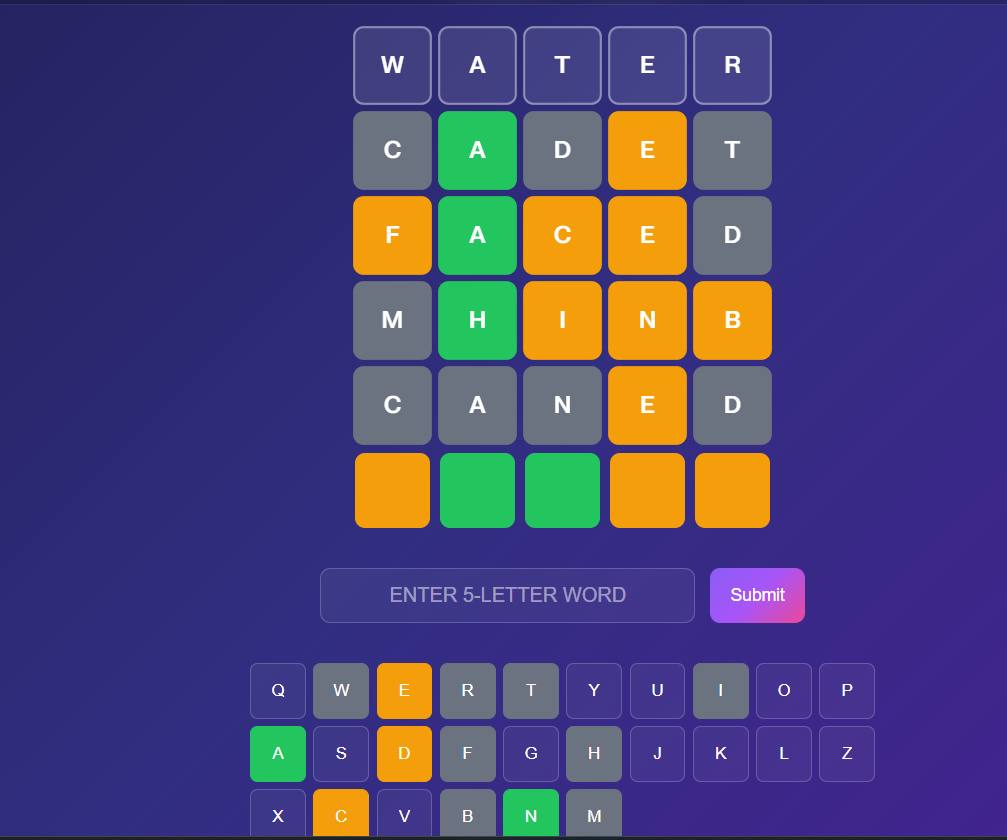 W A T E R
C A D E T
F A C E D
M H I N B
C A N E D
ENTER 5-LETTER WORD Submit
Q W E R T Y U I O P
A S D F G H J K L Z
X C V B N M